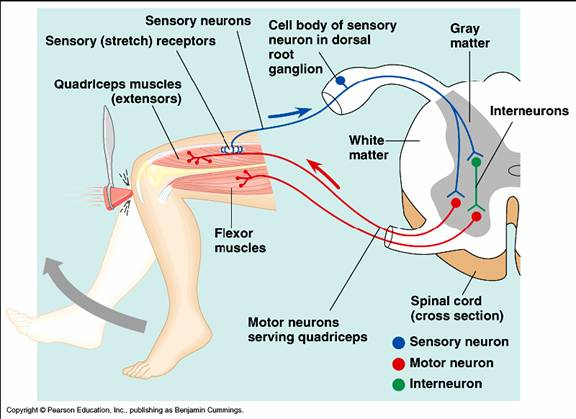 Sensory neurons
Sensory (stretch) receptors
Quadriceps muscles
(extensors)
Cell body of sensory
neuron in dorsal
root
ganglion
Gray
matter
Interneurons
White
matter
Flexor
muscles
Motor neurons
serving quadriceps
Spinal cord
(cross section)
Sensory neuron
Motor neuron
Interneuron
Copyright © Pearson Education, Inc., publishing as Benjamin Cummings.